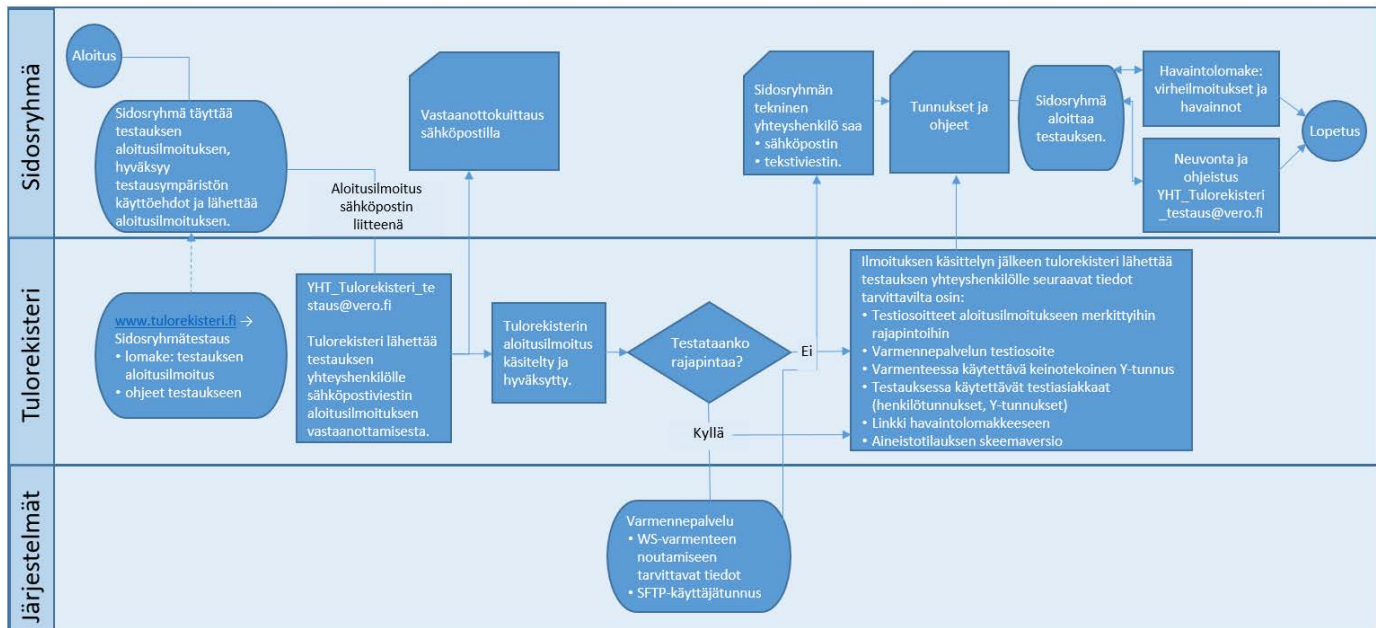 Sidosryhmä
Aloitus
Sidosryhmä täyttää
testauksen
aloitusilmoituksen,
hyväksyy
testausympäristön
käyttöehdot ja lähettää
aloitusilmoituksen.
Aloitusilmoitus
sähköpostin
liitteenä
Vastaanottokuittaus
sähköpostilla
Sidosryhmän
tekninen
yhteyshenkilö saa
• sähköpostin
• tekstiviestin.
Tunnukset ja
ohjeet
Sidosryhmä
aloittaa
testauksen.
Havaintolomake:
virheilmoitukset ja
havainnot
Neuvonta ja
ohjeistus
YHT_Tulorekisteri
_testaus@vero.fi
Lopetus
Tulorekisteri
www.tulorekisteri.fi →
Sidosryhmätestaus
• lomake: testauksen
aloitusilmoitus
• ohjeet testaukseen
YHT_Tulorekisteri_te
staus@vero.fi
Tulorekisteri lähettää
testauksen
yhteyshenkilölle
sähköpostiviestin
aloitusilmoituksen
vastaanottamisesta.
Tulorekisterin
aloitusilmoitus
käsitelty ja
hyväksytty.
Testataanko
rajapintaa?
Ei
Kyllä
Ilmoituksen käsittelyn jälkeen tulorekisteri lähettää
testauksen yhteyshenkilölle seuraavat tiedot
tarvittavilta osin:
• Testiosoitteet aloitusilmoitukseen merkittyihin
rajapintoihin
• Varmennepalvelun testiosoite
• Varmenteessa käytettävä keinotekoinen Y-tunnus
• Testauksessa käytettävät testiasiakkaat
(henkilötunnukset, Y-tunnukset)
• Linkki havaintolomakkeeseen
• Aineistotilauksen skeemaversio
Järjestelmät
Varmennepalvelu
• WS-varmenteen
noutamiseen
tarvittavat tiedot
• SFTP-käyttäjätunnus